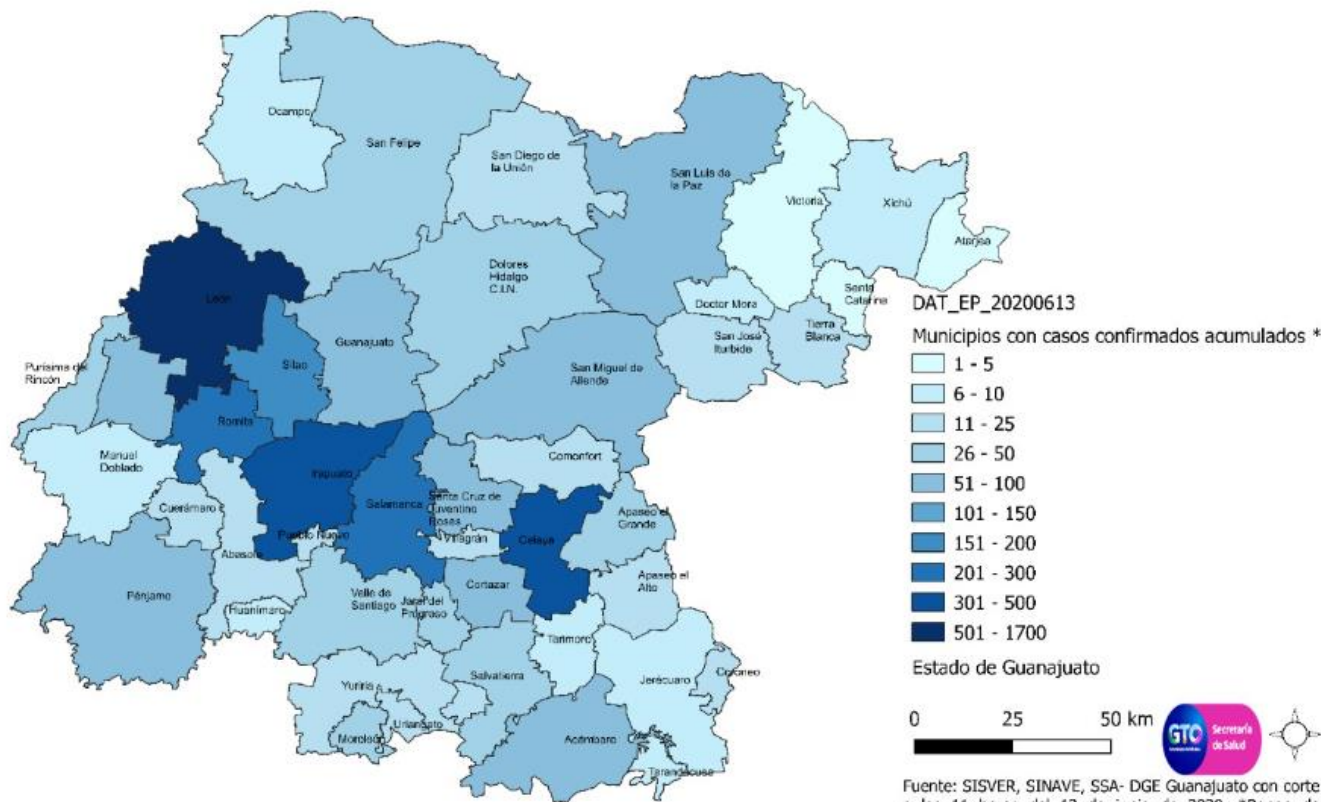 Ocampo
San Felipe
San Diego de
la Unión
San Luis de
la Paz
Victoria
Xichú
Atarjea
León
Dolores
Hidalgo
C.I.N.
Santa
Catarina
Doctor Mora
Guanajuato
San José
Iturbide
Tierra
Blanca
Silao
Purísima del
Rincón
San Miguel de
Allende
Romita
Manuel
Doblado
Comonfort
Irapuato
Cuerámaro
Salamanca
Santa Cruz de
Juventino
Rosas
Apaseo el
Grande
Pueblo Nuevo
Villagrán
Celaya
Abasolo
Apaseo el
Alto
Pénjamo
Huanímaro
Valle de
Santiago
Jaral del
Progreso
Cortazar
Tarimoro
Yuriria
Salvatierra
Jerécuaro
Coroneo
Uriangato
Moroleón
Acámbaro
Tarandacuao
DAT_EP_20200613
Municipios con casos confirmados acumulados *
1 - 5
6 - 10
11 - 25
26 - 50
51 - 100
101 - 150
151 - 200
201 - 300
301 - 500
501 - 1700
Estado de Guanajuato
0 25 50 km
GTO
Secretaría
de Salud
Fuente: SISVER, SINAVE, SSA- DGE Guanajuato con corte